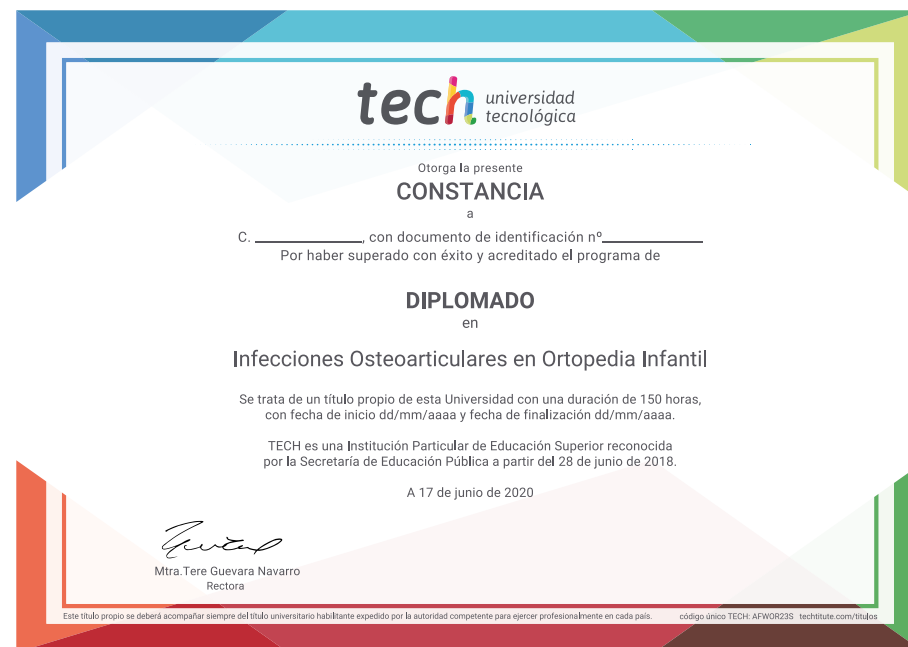 tech universidad
tecnológica
Otorga la presente
CONSTANCIA
a
C. ____________, con documento de identificación nº____________
Por haber superado con éxito y acreditado el programa de
DIPLOMADO
en
Infecciones Osteoarticulares en Ortopedia Infantil
Se trata de un título propio de esta Universidad con una duración de 150 horas,
con fecha de inicio dd/mm/aaaa y fecha de finalización dd/mm/aaaa.
TECH es una Institución Particular de Educación Superior reconocida
por la Secretaría de Educación Pública a partir del 28 de junio de 2018.
A 17 de junio de 2020
Mtra.Tere Guevara Navarro
Rectora
Este título propio se deberá acompañar siempre del título universitario habilitante expedido por la autoridad competente para ejercer profesionalmente en cada país. código único TECH: AFWOR23S techtitute.com/titulos